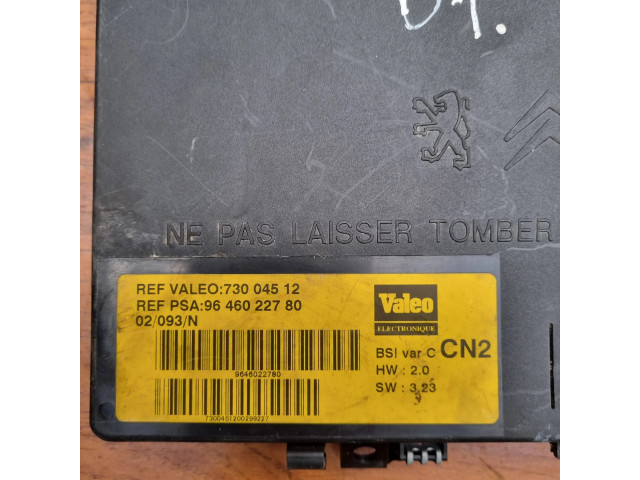 NE PAS LAISSER TOMBER
REF VALEO:730 045 12
REF PSA:96 460 227 80
02/093/N
9646022780
7300451200299227
Valeo
ELECTRONIQUE
BSI var C CN2
HW : 2.0
SW : 3.23